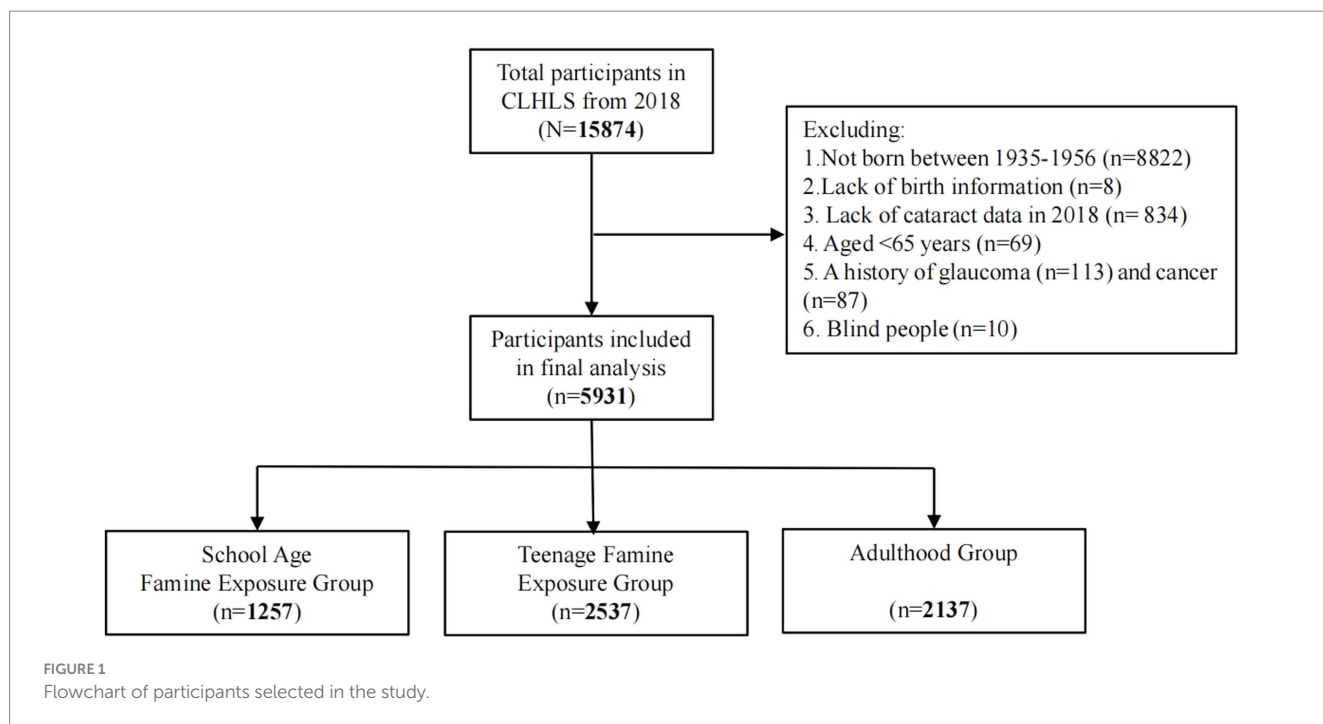 Total participants in
CLHLS from 2018
(N=15874)
Excluding:
1.Not born between 1935-1956 (n=8822)
2.Lack of birth information (n=8)
3. Lack of cataract data in 2018 (n= 834)
4. Aged <65 years (n=69)
5. A history of glaucoma (n=113) and cancer
(n=87)
6. Blind people (n=10)
Participants included
in final analysis
(n=5931)
School Age
Famine Exposure Group
(n=1257)
Teenage Famine
Exposure Group
(n=2537)
Adulthood Group
(n=2137)
FIGURE 1
Flowchart of participants selected in the study.